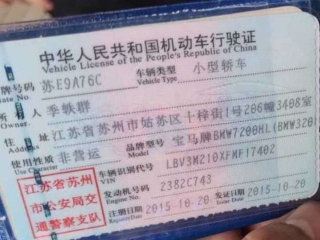 中华人民共和国机动车行驶证
Vehicle License of the People's Republic of China
牌号码 苏E9A76C 车辆类型 小型轿车
Plate No. Vehicle Type
有人 季轶群
Owner
址 江苏省苏州市姑苏区十梓街1号206幢3408室
使用性质 非营运 品牌型号 宝马牌BMW7200HL(BMW320
Use Character Model
江苏省苏州 车辆识别代号 LBV3M210XFMF17402
VIN
市公安局交 发动机号码 2382C743
Engine No.
通警察支队 注册日期 2015-10-20 发证日期 2015-10-20
Register Date Issue Date